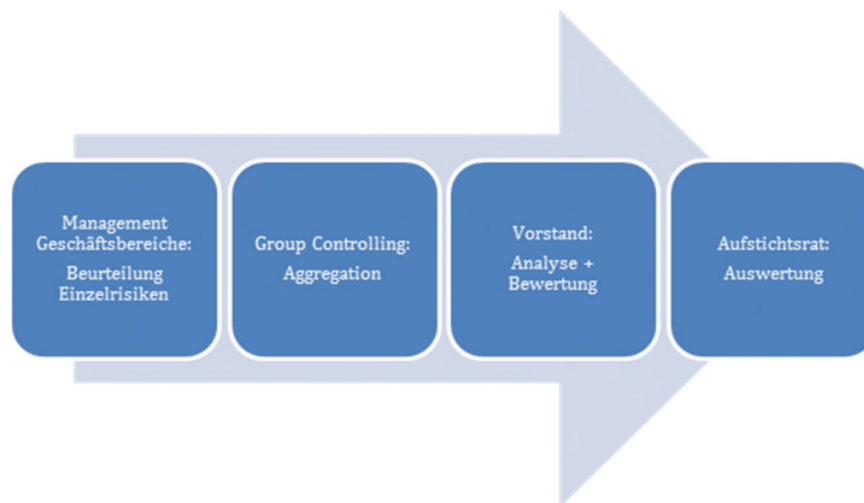 Management
Geschäftsbereiche:
Beurteilung
Einzelrisiken
Group Controlling:
Aggregation
Vorstand:
Analyse +
Bewertung
Aufstichtsrat:
Auswertung